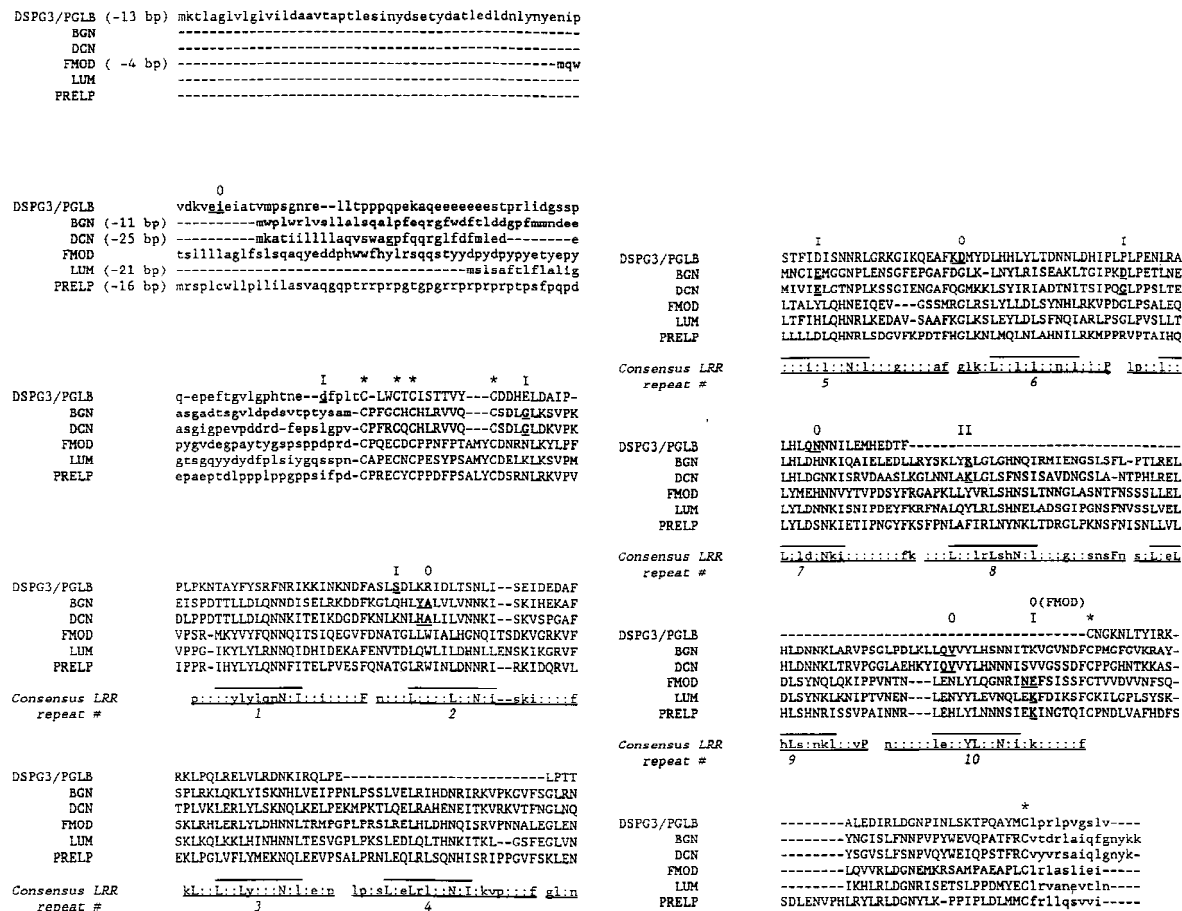 DSPG3/PGLB (-13 bp) mktlaglvlglvildaavtaptlesinydsetydatledldnlynyenip
BGN --------------------------------------------------
DCN --------------------------------------------------
FMOD ( -4 bp) -----------------------------------------------mqw
LUM --------------------------------------------------
PRELP --------------------------------------------------
O
DSPG3/PGLB vdkveieiatvmpsgnre--lltpppqpekaqeeeeeeestprlidgssp
BGN (-11 bp) ----------mwplwrlvsllalsqalpfeqrgfwdftlddgpfmmndee
DCN (-25 bp) ----------mkatiillllaqvswagpfqqrglfdfmled--------e
FMOD tsllllaglfslsqaqyeddphwwfhylrsqqstyydpydpypyetyepy
LUM (-21 bp) ------------------------------------mslsaftlflalig
PRELP (-16 bp) mrsplcwllpllilasvaqgqptrrprpgtgpgrrprprprptpsfpqpd
I * ** * I
DSPG3/PGLB q-epeftgvlgphtne--dfpltC-LWCTCISTTVY---CDDHELDAIP-
BGN asgadtsgvldpdsvtptysam-CPFGCHCHLRVVQ---CSDLGLKSVPK
DCN asgigpevpddrd-fepslgpv-CPFRCQCHLRVVQ---CSDLGLDKVPK
FMOD pygvdegpaytygspsppdprd-CPQECDCPPNFPTAMYCDNRNLKYLPF
LUM gtsgqyydydfplsiygqsspn-CAPECNCPESYPSAMYCDELKLKSVPM
PRELP epaeptdlppplppgppsifpd-CPRECYCPPDFPSALYCDSRNLRKVPV
I O
DSPG3/PGLB PLPKNTAYFYSRFNRIKKINKNDFASLSDLKRIDLTSNLI--SEIDEDAF
BGN EISPDTTLLDLQNNDISELRKDDFKGLQHLYALVLVNNKI--SKIHEKAF
DCN DLPPDTTLLDLQNNKITEIKDGDFKNLKNLHALILVNNKI--SKVSPGAF
FMOD VPSR-MKYVYFQNNQITSIQEGVFDNATGLLWIALHGNQITSDKVGRKVF
LUM VPPG-IKYLYLRNNQIDHIDEKAFENVTDLQWLILDHNLLENSKIKGRVF
PRELP IPPR-IHYLYLQNNFITELPVESFQNATGLRWINLDNNRI--RKIDQRVL
Consensus LRR p::::ylylqnN:I::i::::F n::::L::::L::N:i--ski::::f
repeat # 1 2
DSPG3/PGLB RKLPQLRELVLRDNKIRQLPE-------------------------LPTT
BGN SPLRKLQKLYISKNHLVEIPPNLPSSLVELRIHDNRIRKVPKGVFSGLRN
DCN TPLVKLERLYLSKNQLKELPEKMPKTLQELRAHENEITKVRKVTFNGLNQ
FMOD SKLRHLERLYLDHNNLTRMPGPLPRSLRELHLDHNQISRVPNNALEGLEN
LUM SKLKQLKKLHINHNNLTESVGPLPKSLEDLQLTHNKITKL-GSFEGLVN
PRELP EKLPGLVFLYMEKNQLEEVPSALPRNLEQLRLSQNHISRIPPGVFSKLEN
Consensus LRR kL::L::Ly:::N:l:e:n lp:sL:eLrl::N:I:kvp:::f gl:n
repeat # 3 4
I O I
DSPG3/PGLB STFIDISNNRLGRKGIKQEAFKDMYDLHHLYLTDNNLDHIPLPLPENLRA
BGN MNCIEMGGNPLENSGFEPGAFDGLK-LNYLRISEAKLTGIPKDLPETLNE
DCN MIVIELGTNPLKSSGIENGAFQGMKKLSYIRIADTNITSIPQGLPPSLTE
FMOD LTALYLQHNEIQEV---GSSMRGLRSLYLLDLSYNHLRKVPDGLPSALEQ
LUM LTFIHLQHNRLKEDAV-SAAFKGLKSLEYLDLSFNQIARLPSGLPVSLLT
PRELP LLLLDLQHNRLSDGVFKPDTFHGLKNLMQLNLAHNILRKMPPRVPTAIHQ
Consensus LRR :::i:l::N:l:::g::::af glk:L::l:l::n:l::P lp::l::
repeat # 5 6
O II
DSPG3/PGLB LHLQNNNILEMHEDTF----------------------------------
BGN LHLDHNKIQAIELEDLLRYSKLYRLGLGHNQIRMIENGSLSFL-PTLREL
DCN LHLDGNKISRVDAASLKGLNNLAKLGLSFNSISAVDNGSLA-NTPHLREL
FMOD LYMEHNNVYTVPDSYFRGAPKLLYVRLSHNSLTNNGLASNTFNSSSLLEL
LUM LYLDNNKISNIPDEYFKRFNALQYLRLSHNELADSGIPGNSFNVSSLVEL
PRELP LYLDSNKIETIPNGYFKSFPNLAFIRLNYNKLTDRGLPKNSFNISNLLVL
Consensus LRR L:ld:Nki:::::::fk :::L::lrLshN:l:::g::snsFn s:L:eL
repeat # 7 8
O(FMOD)
O I *
DSPG3/PGLB --------------------------------------CNGKNLTYIRK-
BGN HLDNNKLARVPSGLPDLKLLQVVYLHSNNITKVGVNDFCPMGFGVKRAY-
DCN HLDNNKLTRVPGGLAEHKYIQVVYLHNNNISVVGSSDFCPPGHNTKKAS-
FMOD DLSYNQLQKIPPVNTN---LENLYLQGNRINEFSISSFCTVVDVVNFSQ-
LUM DLSYNKLKNIPTVNEN---LENYYLEVNQLEKFDIKSFCKILGPLSYSK-
PRELP HLSHNRISSVPAINNR---LEHLYLNNNSIEKINGTQICPNDLVAFHDFS
Consensus LRR hLs:nkl::vP n:::::le::YL::N:i:k:::::f
repeat # 9 10
*
DSPG3/PGLB --------ALEDIRLDGNPINLSKTPQAYMClprlpvgslv--
BGN --------YNGISLFNNPVPYWEVQPATFRCvtdrlaiqfgnykk
DCN --------YSGVSLFSNPVQYWEIQPSTFRCvyvrsaiqlgnyk-
FMOD --------LQVVRLDGNEMKRSAMPAEAPLClrlasliei-----
LUM --------IKHLRLDGNRISETSLPPDMYEClrvanevtln----
PRELP SDLENVPHLRYLRLDGNYLK-PPIPLDLMMCfrllqsvvi-----